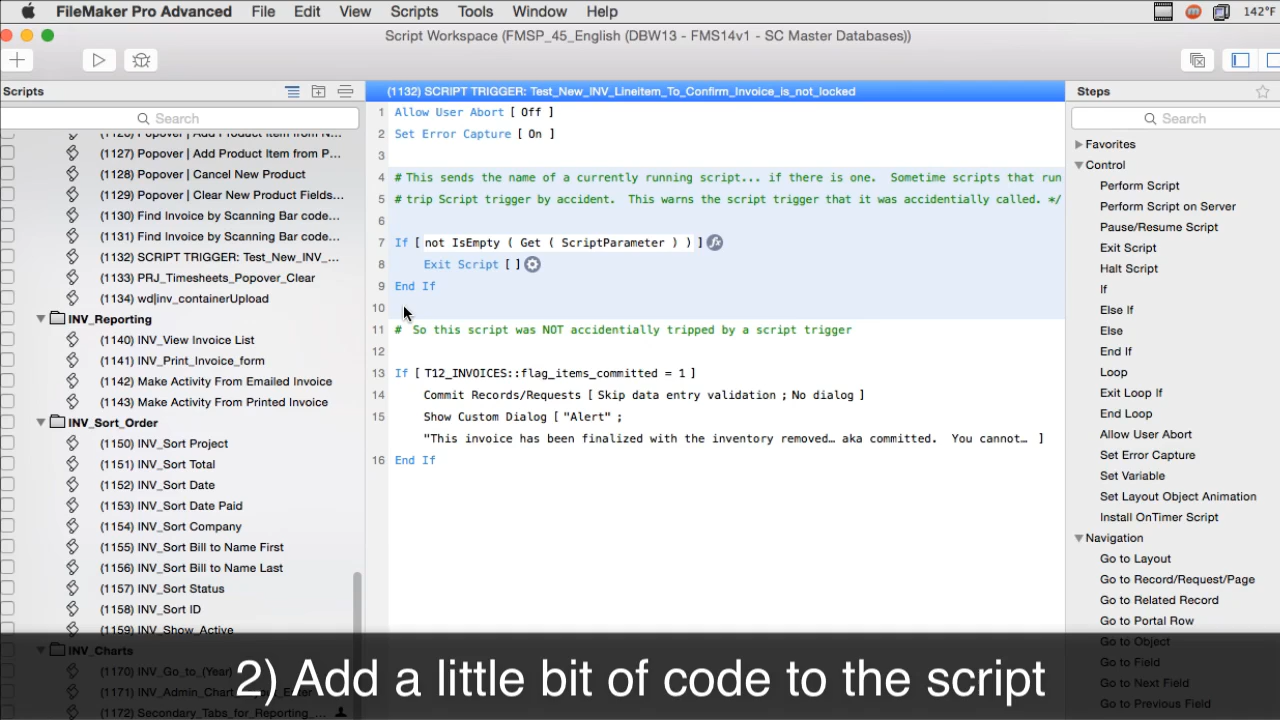 FileMaker Pro Advanced File Edit View Scripts Tools Window Help 142°F
Script Workspace (FMSP_45_English (DBW13 - FMS14v1 - SC Master Databases))
Scripts
Search
(1127) Popover | Add Product Item from P...
(1128) Popover | Cancel New Product
(1129) Popover | Clear New Product Fields...
(1130) Find Invoice by Scanning Bar code...
(1131) Find Invoice by Scanning Bar code...
(1132) SCRIPT TRIGGER: Test_New_INV_...
(1133) PRJ_Timesheets_Popover_Clear
(1134) wd|inv_containerUpload
INV_Reporting
(1140) INV_View Invoice List
(1141) INV_Print_Invoice_form
(1142) Make Activity From Emailed Invoice
(1143) Make Activity From Printed Invoice
INV_Sort_Order
(1150) INV_Sort Project
(1151) INV_Sort Total
(1152) INV_Sort Date
(1153) INV_Sort Date Paid
(1154) INV_Sort Company
(1155) INV_Sort Bill to Name First
(1156) INV_Sort Bill to Name Last
(1157) INV_Sort Status
(1158) INV_Sort ID
(1159) INV_Show_Active
INV_Charts
(1170) INV_Go_to_(Year)
(1171) INV_Admin_Chart
(1172) Secondary_Tabs_for_Reporting_...
(1132) SCRIPT TRIGGER: Test_New_INV_Lineitem_To_Confirm_Invoice_is_not_locked
1 Allow User Abort [ Off ]
2 Set Error Capture [ On ]
3
4 # This sends the name of a currently running script... if there is one.  Sometime scripts that run
5 # trip Script trigger by accident.  This warns the script trigger that it was accidentially called. */
6
7 If [ not IsEmpty ( Get ( ScriptParameter ) ) ]
8 Exit Script [ ]
9 End If
10
11 #  So this script was NOT accidentially tripped by a script trigger
12
13 If [ T12_INVOICES::flag_items_committed = 1 ]
14 Commit Records/Requests [ Skip data entry validation ; No dialog ]
15 Show Custom Dialog [ "Alert" ;
"This invoice has been finalized with the inventory removed… aka committed.  You cannot… ]
16 End If
Steps
Search
Favorites
Control
Perform Script
Perform Script on Server
Pause/Resume Script
Exit Script
Halt Script
If
Else If
Else
End If
Loop
Exit Loop If
End Loop
Allow User Abort
Set Error Capture
Set Variable
Set Layout Object Animation
Install OnTimer Script
Navigation
Go to Layout
Go to Record/Request/Page
Go to Related Record
Go to Portal Row
Go to Object
Go to Field
Go to Next Field
Go to Previous Field
2) Add a little bit of code to the script